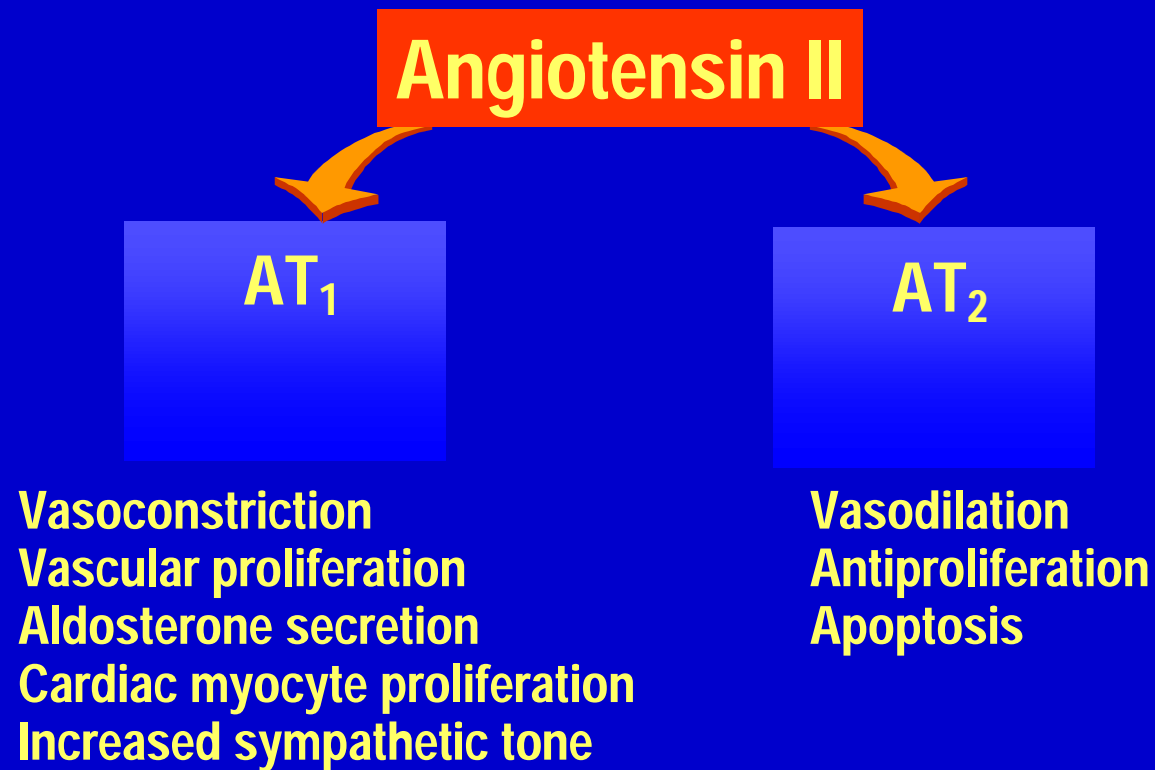 Angiotensin II
AT₁
AT₂
Vasoconstriction
Vascular proliferation
Aldosterone secretion
Cardiac myocyte proliferation
Increased sympathetic tone
Vasodilation
Antiproliferation
Apoptosis